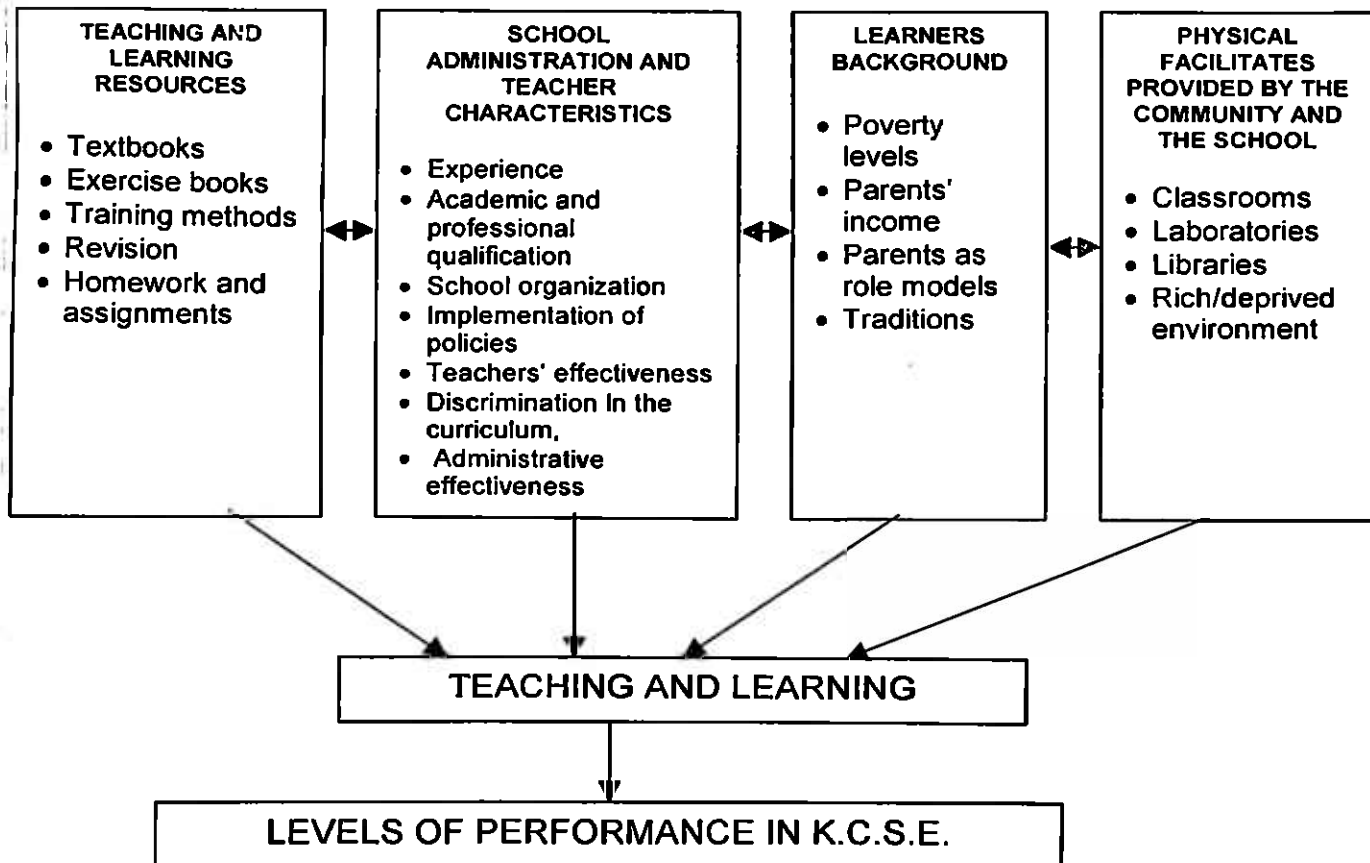 TEACHING AND
LEARNING
RESOURCES
• Textbooks
• Exercise books
• Training methods
• Revision
• Homework and
assignments
SCHOOL
ADMINISTRATION AND
TEACHER
CHARACTERISTICS
• Experience
• Academic and
professional
qualification
• School organization
• Implementation of
policies
• Teachers' effectiveness
• Discrimination In the
curriculum,
• Administrative
effectiveness
LEARNERS
BACKGROUND
• Poverty
levels
• Parents'
income
• Parents as
role models
• Traditions
PHYSICAL
FACILITATES
PROVIDED BY THE
COMMUNITY AND
THE SCHOOL
• Classrooms
• Laboratories
• Libraries
• Rich/deprived
environment
TEACHING AND LEARNING
LEVELS OF PERFORMANCE IN K.C.S.E.